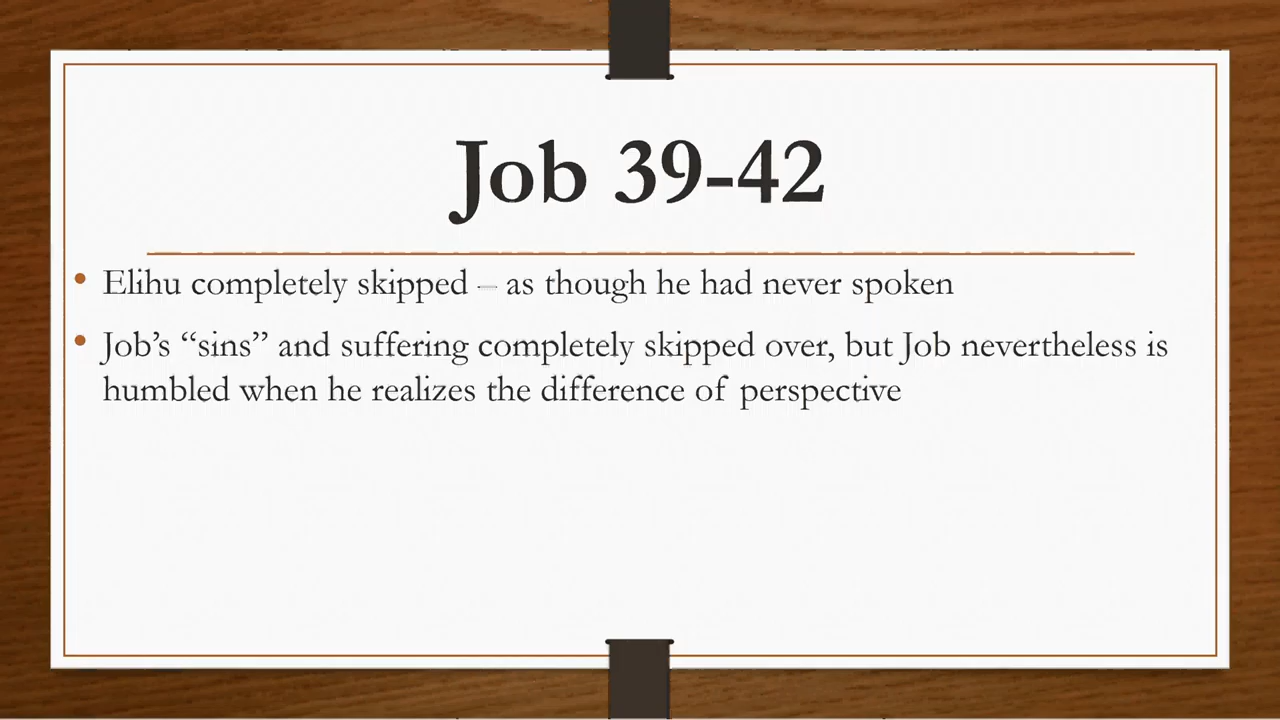 Job 39-42
• Elihu completely skipped – as though he had never spoken
• Job’s “sins” and suffering completely skipped over, but Job nevertheless is
humbled when he realizes the difference of perspective